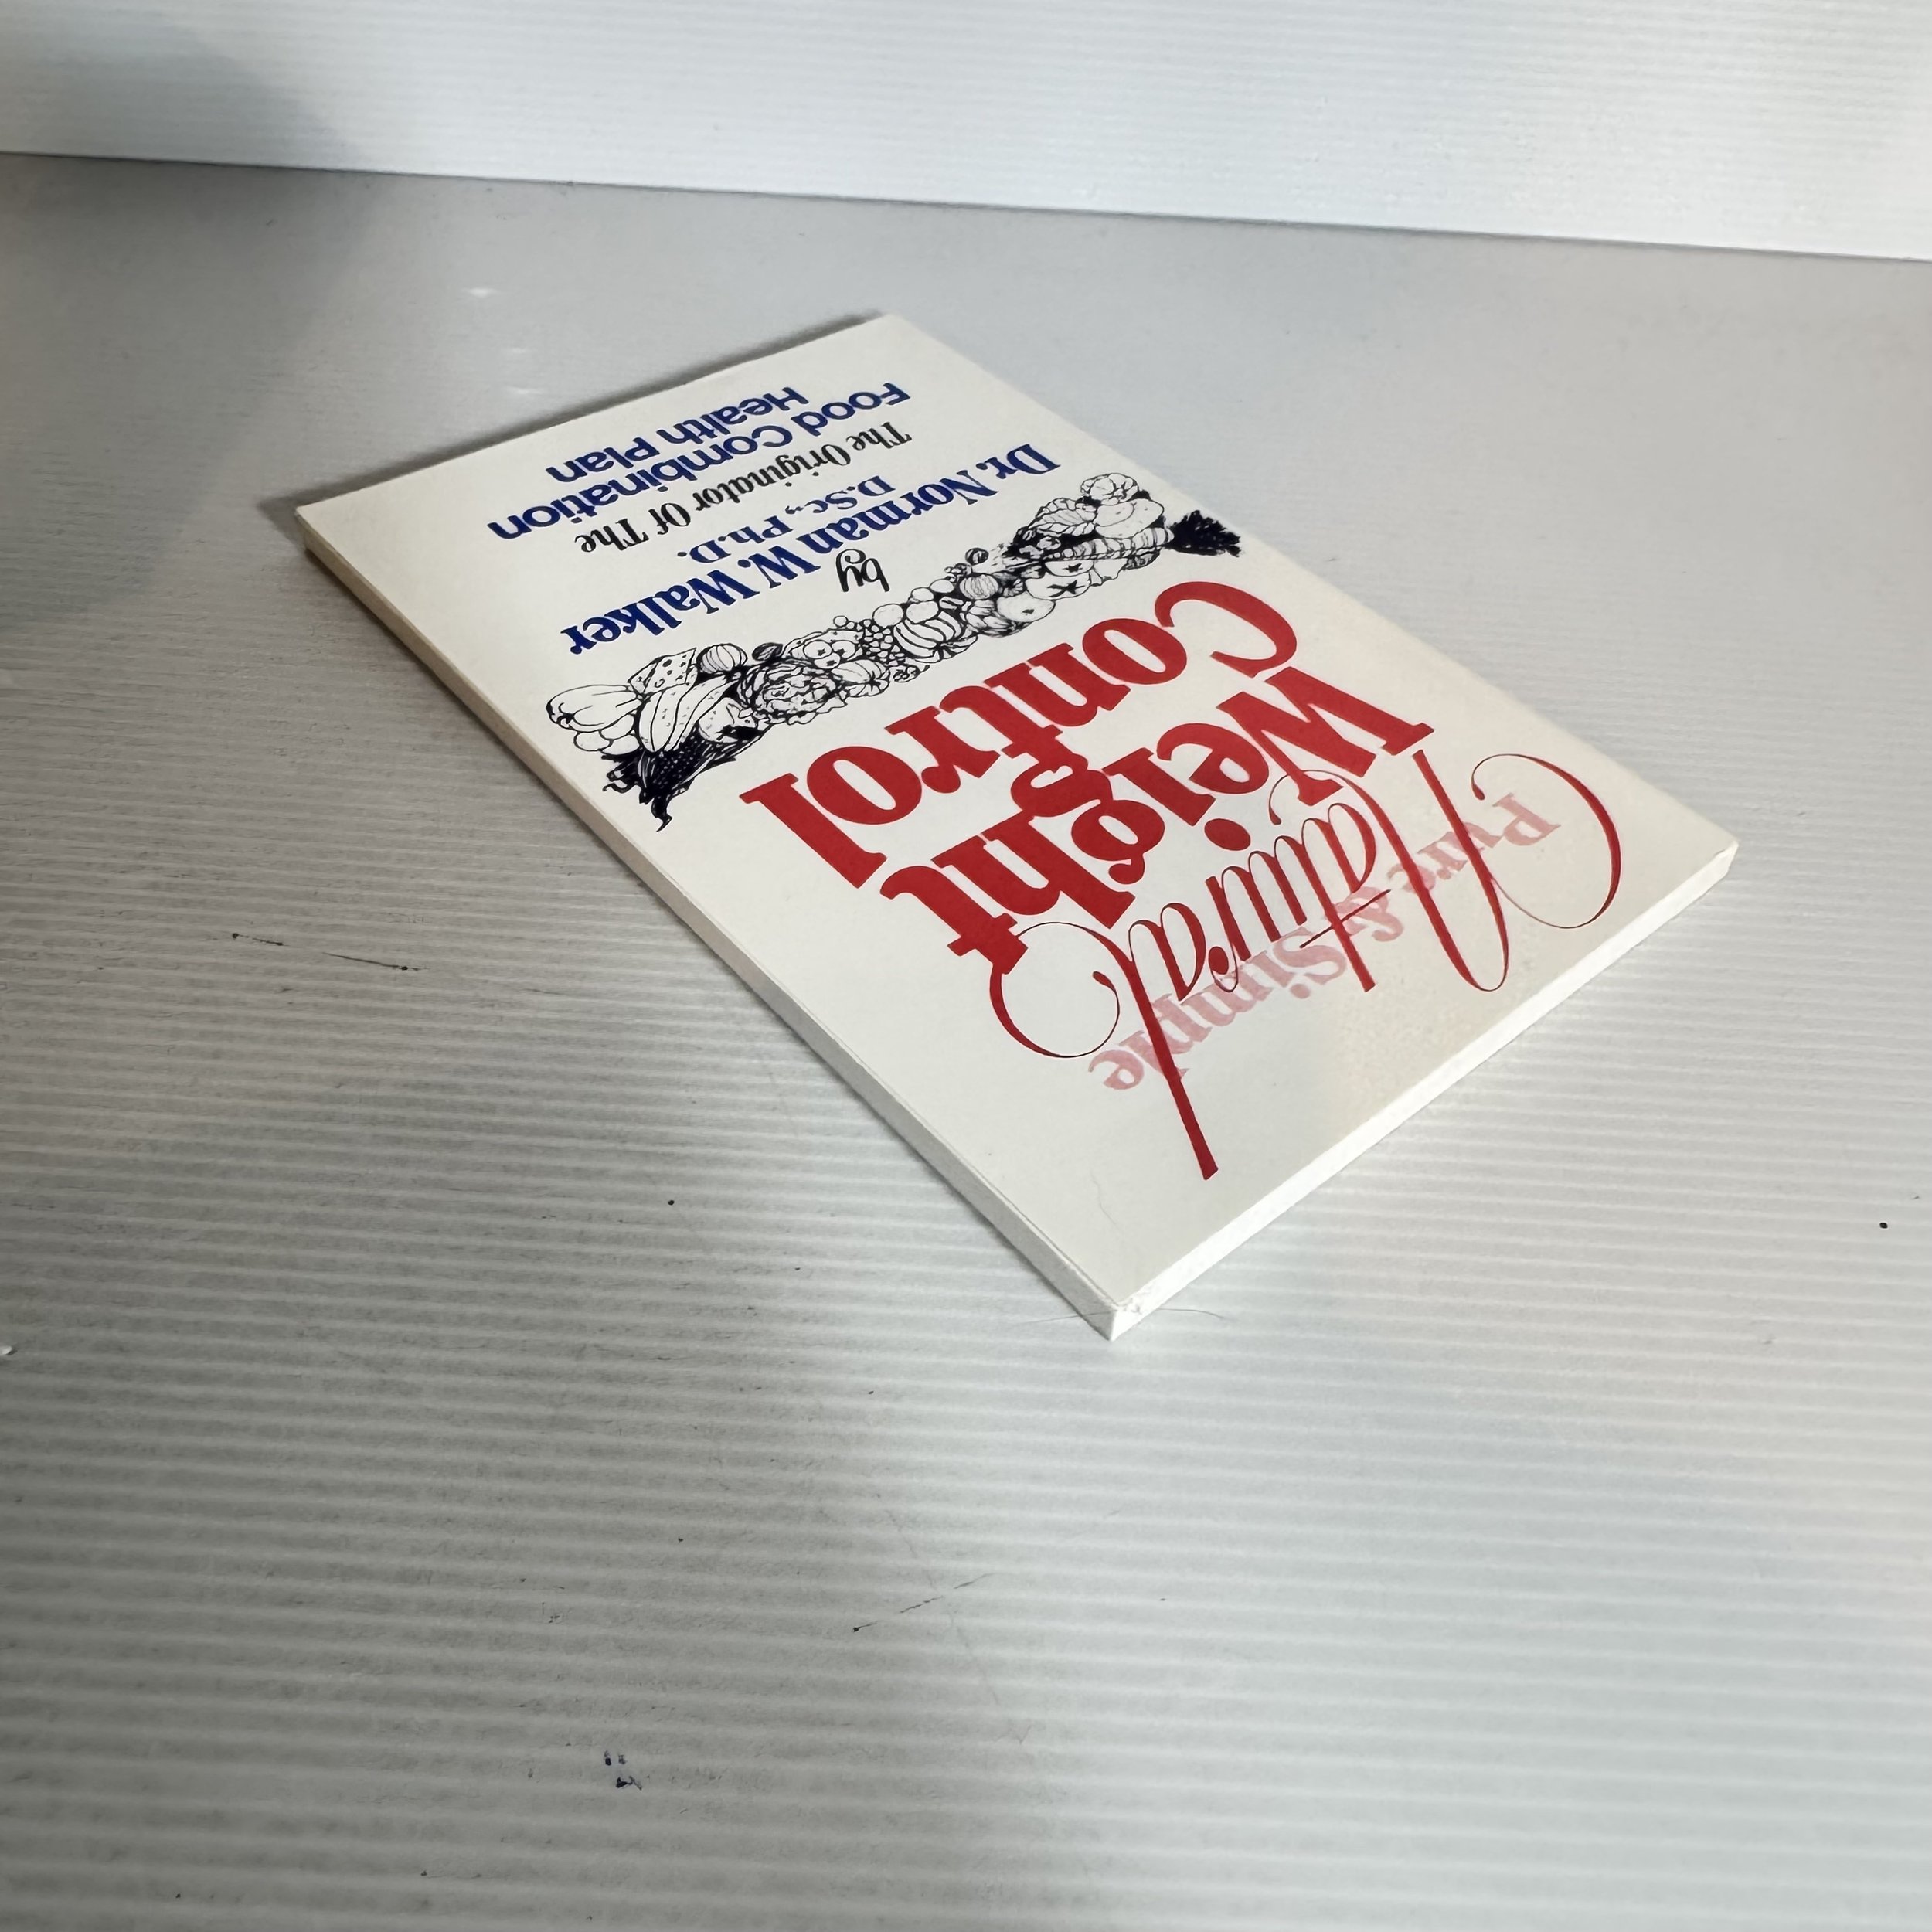 Pure & Simple
Natural
Weight
Control
by
Dr. Norman W. Walker
D.Sc., Ph.D.
The Originator Of The
Food Combination
Health Plan